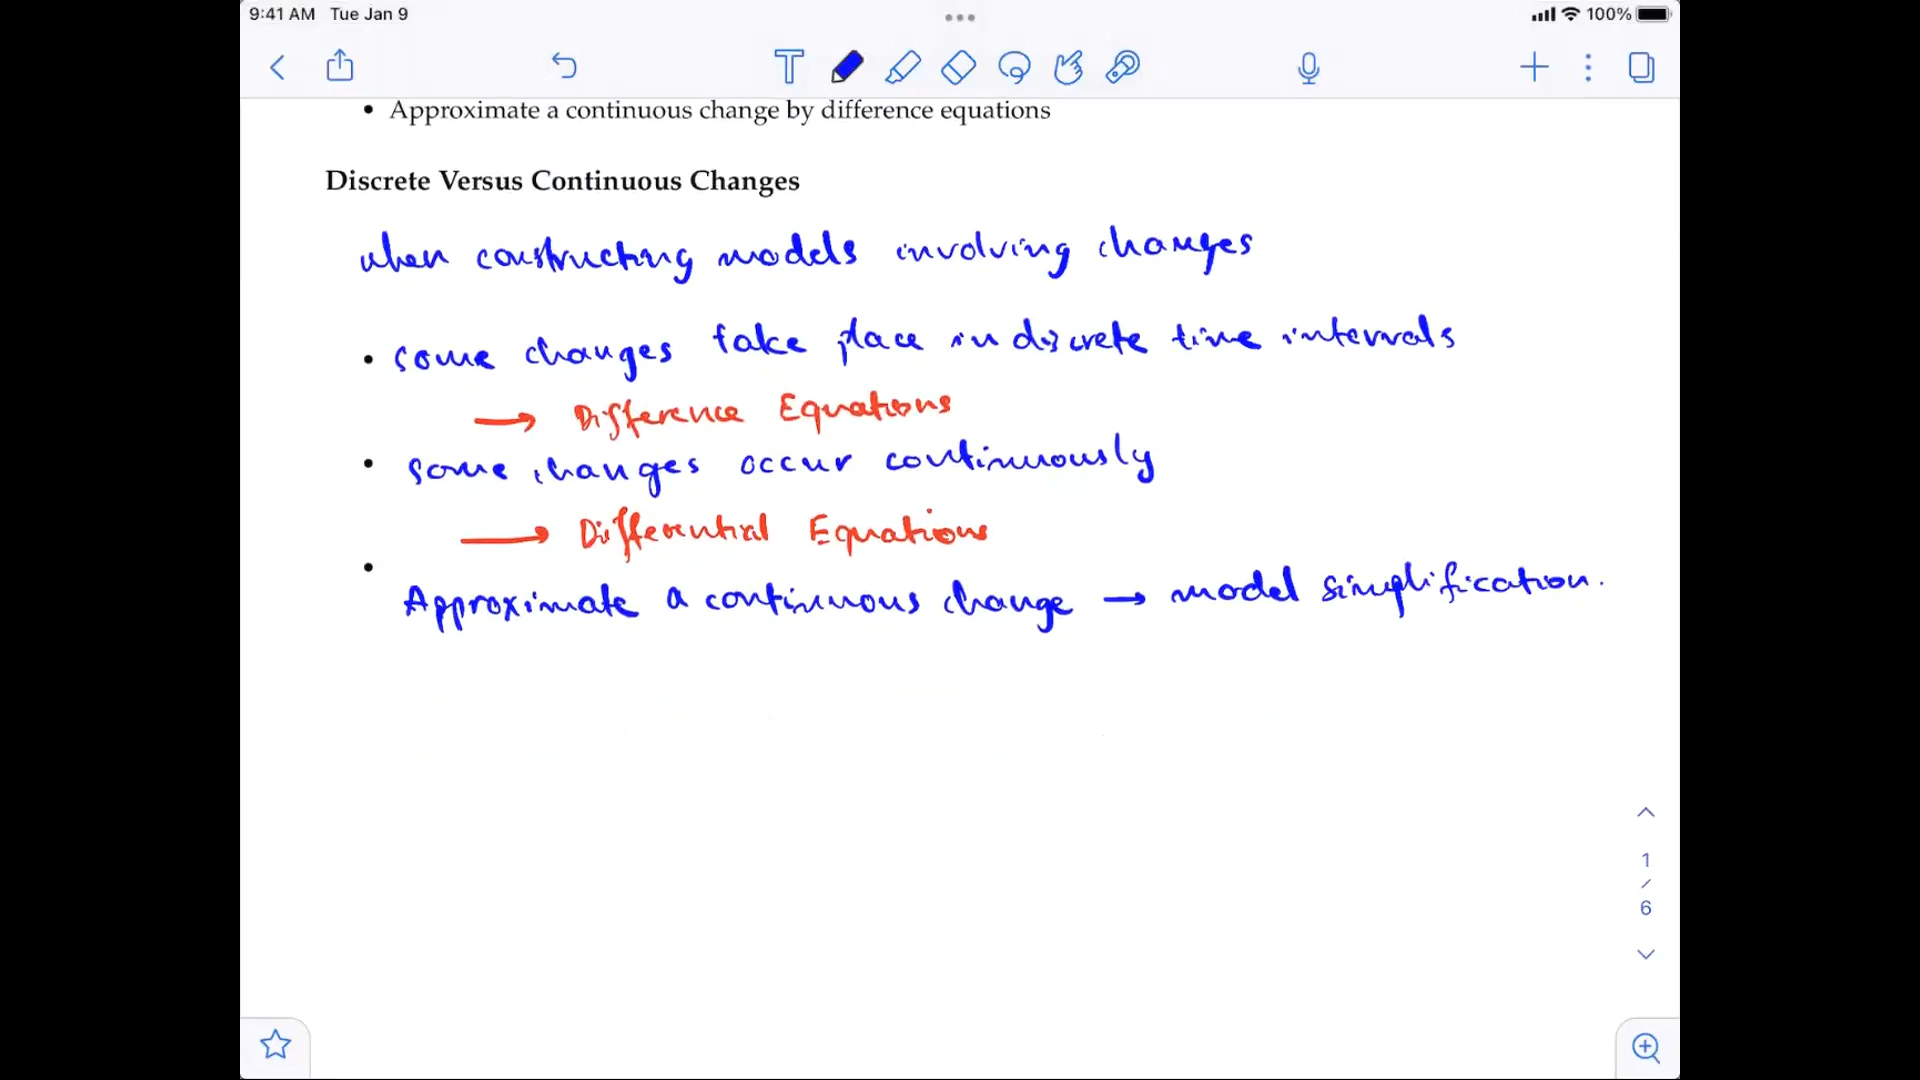 9:41 AM Tue Jan 9 100%
• Approximate a continuous change by difference equations
Discrete Versus Continuous Changes
when constructing models involving changes
• some changes take place in discrete time intervals
→ Difference Equations
• some changes occur continuously
→ Differential Equations
• Approximate a continuous change → model simplification.
1
/
6